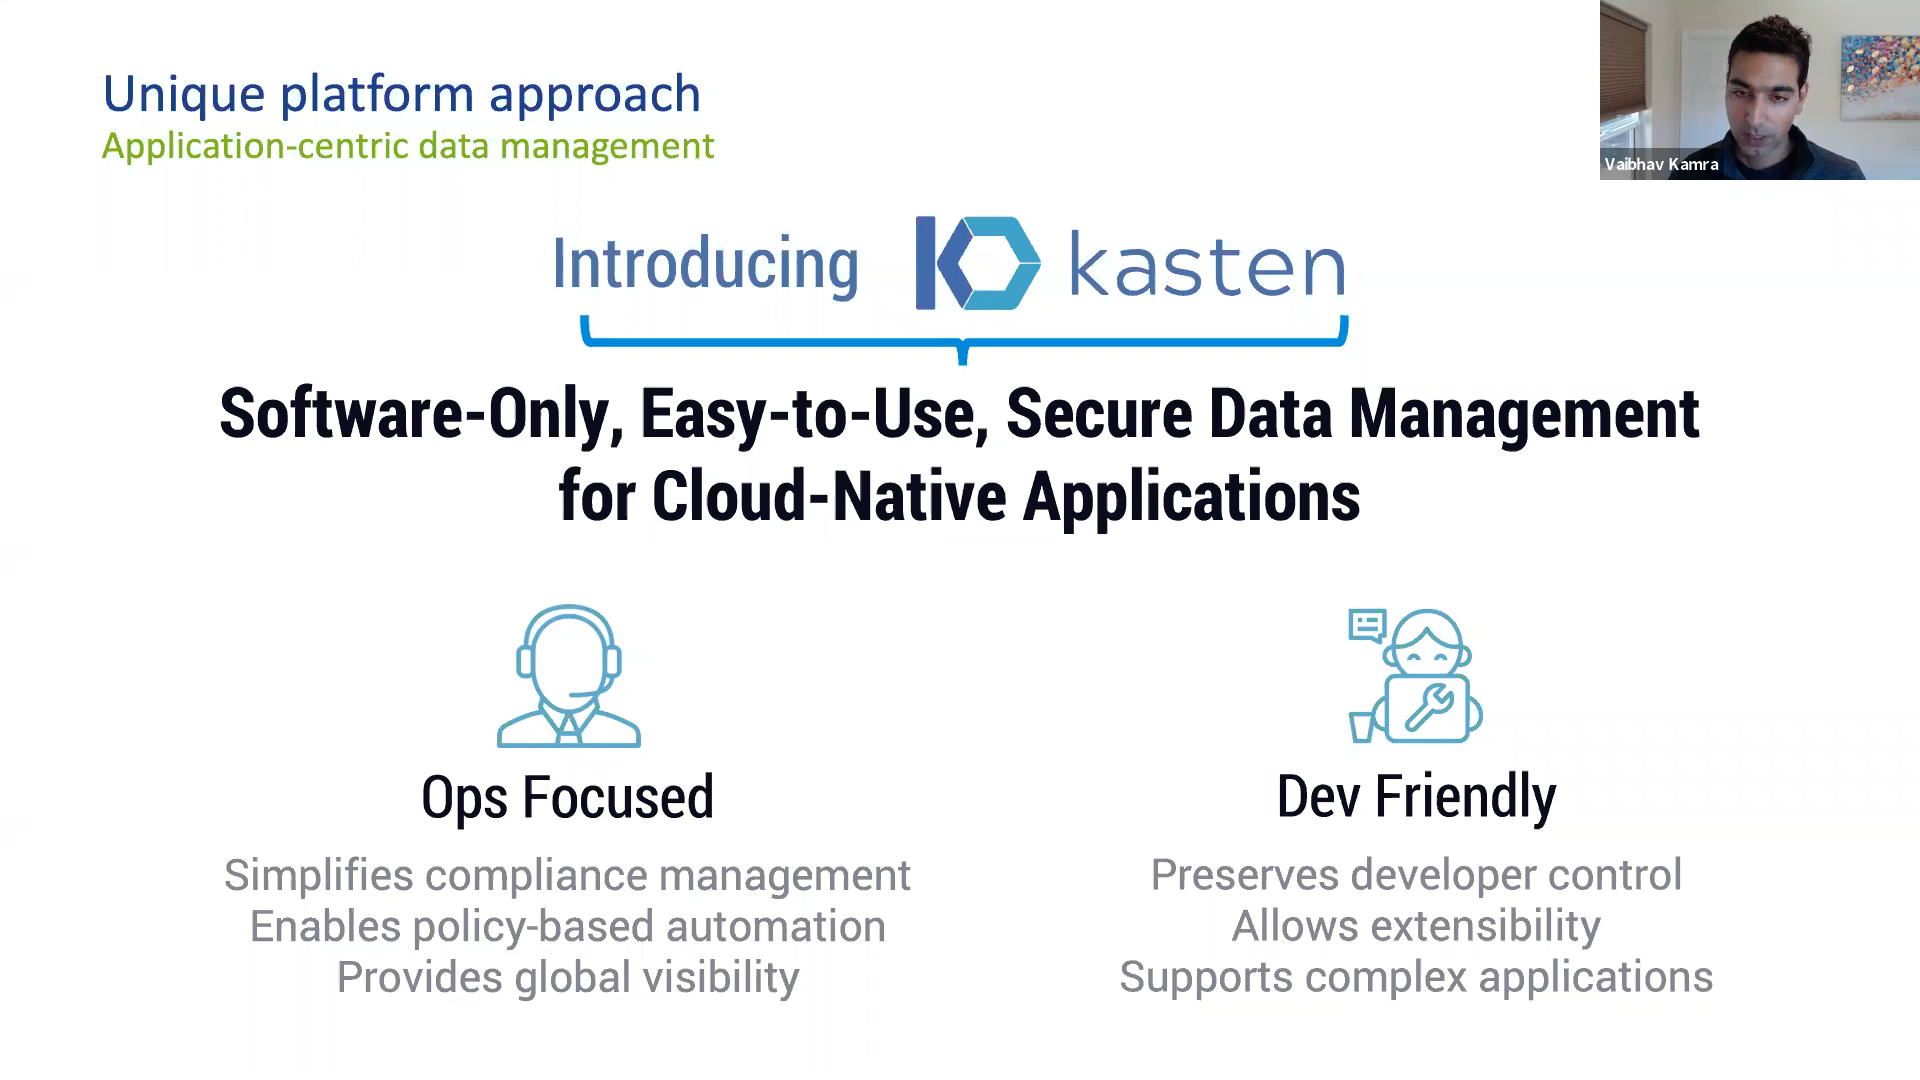 Unique platform approach
Application-centric data management
Vaibhav Kamra
Introducing kasten
Software-Only, Easy-to-Use, Secure Data Management
for Cloud-Native Applications
Ops Focused
Simplifies compliance management
Enables policy-based automation
Provides global visibility
Dev Friendly
Preserves developer control
Allows extensibility
Supports complex applications